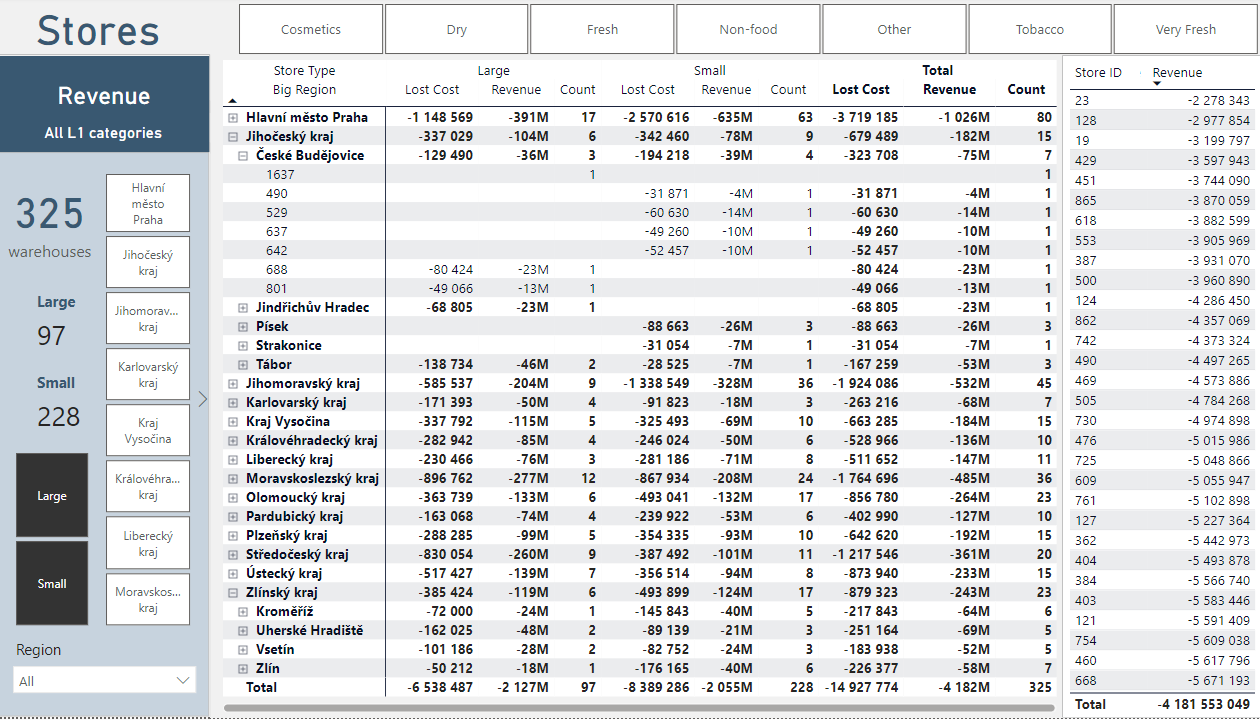 Stores
Cosmetics
Dry
Fresh
Non-food
Other
Tobacco
Very Fresh
Revenue
All L1 categories
325
warehouses
Large
97
Small
228
Large
Small
Region
All
Hlavní
město
Praha
Jihočeský
kraj
Jihomorav...
kraj
Karlovarský
kraj
Kraj
Vysočina
Královéhra...
kraj
Liberecký
kraj
Moravskos...
kraj
Store Type Large Small Total
Big Region Lost Cost Revenue Count Lost Cost Revenue Count Lost Cost Revenue Count
Hlavní město Praha -1 148 569 -391M 17 -2 570 616 -635M 63 -3 719 185 -1 026M 80
Jihočeský kraj -337 029 -104M 6 -342 460 -78M 9 -679 489 -182M 15
České Budějovice -129 490 -36M 3 -194 218 -39M 4 -323 708 -75M 7
1637 1 1
490 -31 871 -4M 1 -31 871 -4M 1
529 -60 630 -14M 1 -60 630 -14M 1
637 -49 260 -10M 1 -49 260 -10M 1
642 -52 457 -10M 1 -52 457 -10M 1
688 -80 424 -23M 1 -80 424 -23M 1
801 -49 066 -13M 1 -49 066 -13M 1
Jindřichův Hradec -68 805 -23M 1 -68 805 -23M 1
Písek -88 663 -26M 3 -88 663 -26M 3
Strakonice -31 054 -7M 1 -31 054 -7M 1
Tábor -138 734 -46M 2 -28 525 -7M 1 -167 259 -53M 3
Jihomoravský kraj -585 537 -204M 9 -1 338 549 -328M 36 -1 924 086 -532M 45
Karlovarský kraj -171 393 -50M 4 -91 823 -18M 3 -263 216 -68M 7
Kraj Vysočina -337 792 -115M 5 -325 493 -69M 10 -663 285 -184M 15
Královéhradecký kraj -282 942 -85M 4 -246 024 -50M 6 -528 966 -136M 10
Liberecký kraj -230 466 -76M 3 -281 186 -71M 8 -511 652 -147M 11
Moravskoslezský kraj -896 762 -277M 12 -867 934 -208M 24 -1 764 696 -485M 36
Olomoucký kraj -363 739 -133M 6 -493 041 -132M 17 -856 780 -264M 23
Pardubický kraj -163 068 -74M 4 -239 922 -53M 6 -402 990 -127M 10
Plzeňský kraj -288 285 -99M 5 -354 335 -93M 10 -642 620 -192M 15
Středočeský kraj -830 054 -260M 9 -387 492 -101M 11 -1 217 546 -361M 20
Ústecký kraj -517 427 -139M 7 -356 514 -94M 8 -873 940 -233M 15
Zlínský kraj -385 424 -119M 6 -493 899 -124M 17 -879 323 -243M 23
Kroměříž -72 000 -24M 1 -145 843 -40M 5 -217 843 -64M 6
Uherské Hradiště -162 025 -48M 2 -89 139 -21M 3 -251 164 -69M 5
Vsetín -101 186 -28M 2 -82 752 -24M 3 -183 938 -52M 5
Zlín -50 212 -18M 1 -176 165 -40M 6 -226 377 -58M 7
Total -6 538 487 -2 127M 97 -8 389 286 -2 055M 228 -14 927 774 -4 182M 325
Store ID Revenue
23 -2 278 343
128 -2 977 854
19 -3 199 797
429 -3 597 943
451 -3 744 090
865 -3 870 059
618 -3 882 599
553 -3 905 969
387 -3 931 070
500 -3 960 890
124 -4 286 450
862 -4 357 069
742 -4 373 324
490 -4 497 265
469 -4 573 886
505 -4 784 268
730 -4 974 898
476 -5 015 986
725 -5 048 866
609 -5 055 947
761 -5 102 898
127 -5 227 364
362 -5 442 973
404 -5 493 878
384 -5 566 740
403 -5 583 446
121 -5 591 409
754 -5 609 038
460 -5 617 796
668 -5 671 193
Total -4 181 553 049